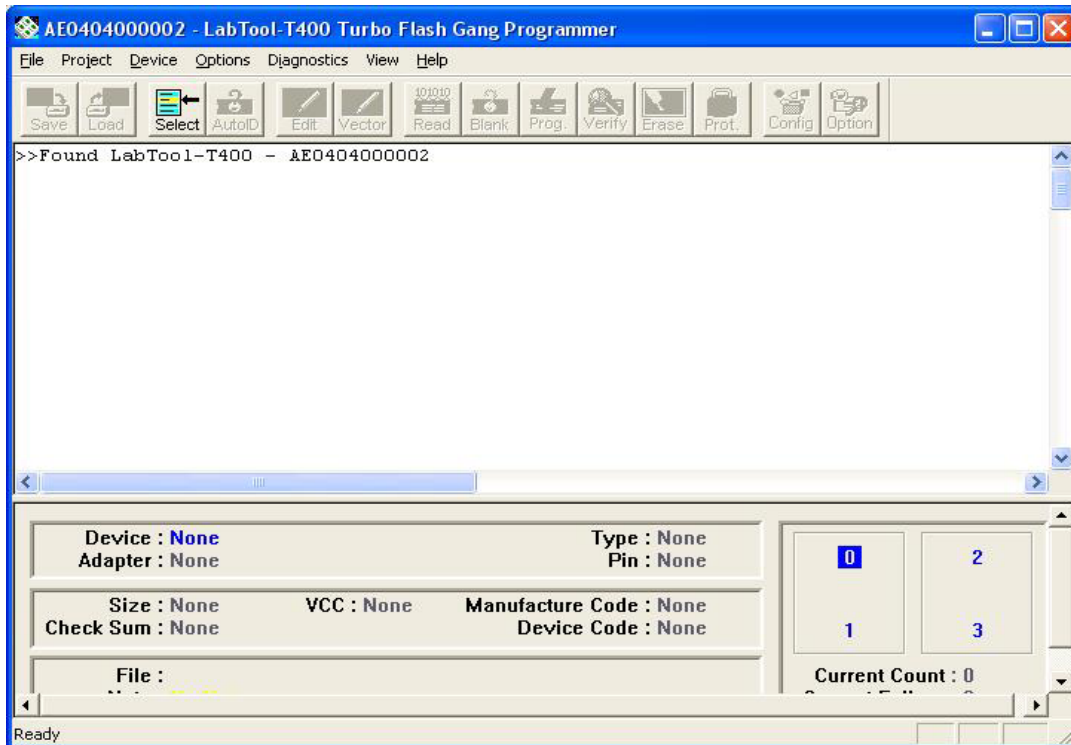 AE0404000002 - LabTool-T400 Turbo Flash Gang Programmer
File Project Device Options Diagnostics View Help
Save Load Select AutoID Edit Vector Read Blank Prog. Verify Erase Prot. Config Option
>>Found LabTool-T400 - AE0404000002
Device : None Type : None
Adapter : None Pin : None
Size : None VCC : None Manufacture Code : None
Check Sum : None Device Code : None
File :
0 2
1 3
Current Count : 0
Ready